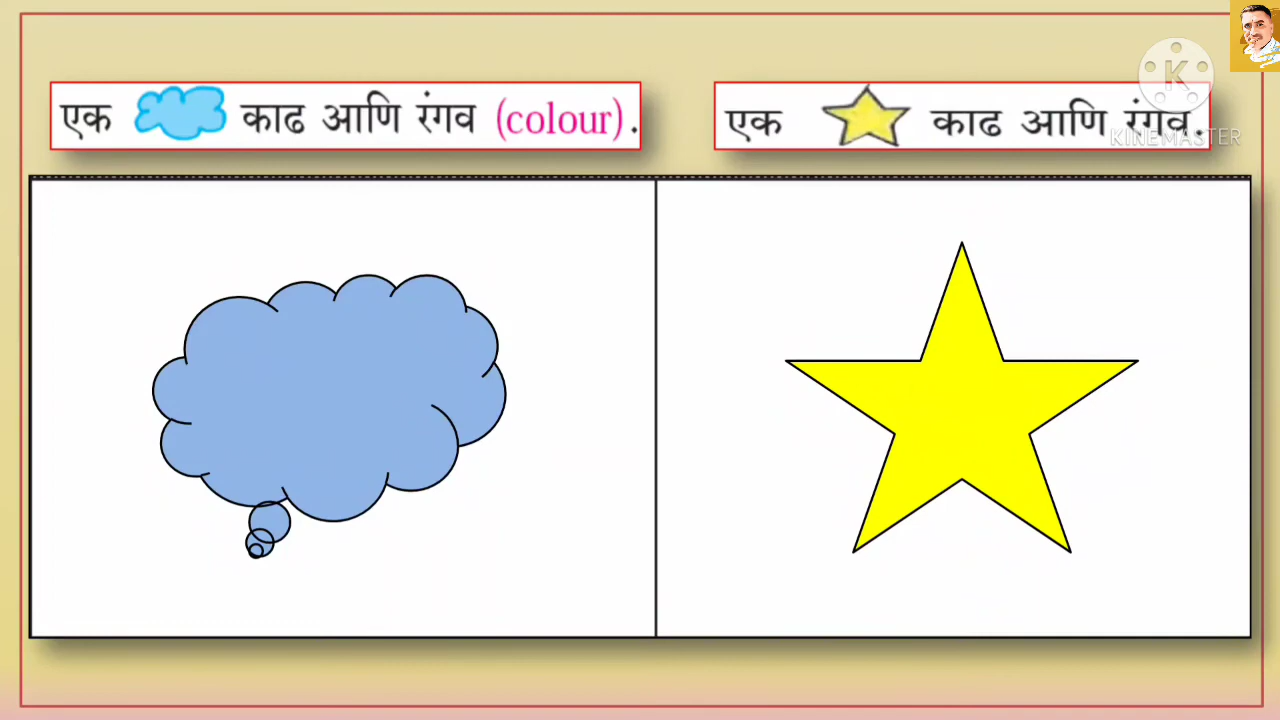 एक काढ आणि रंगव (colour).
एक काढ आणि रंगव.
K
KINEMASTER